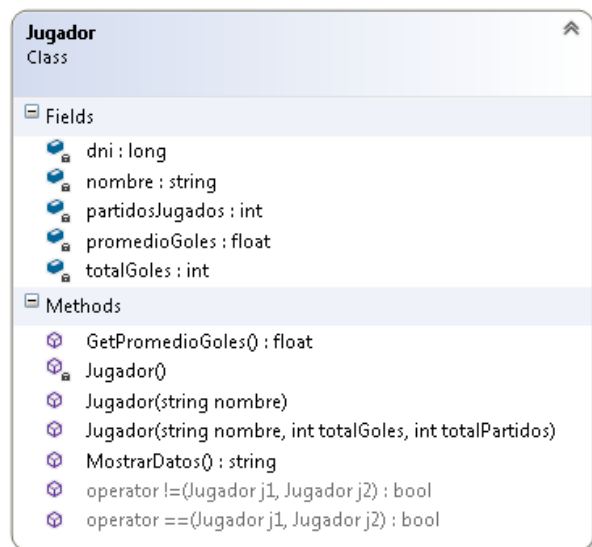 Jugador
Class
Fields
dni : long
nombre : string
partidosJugados : int
promedioGoles : float
totalGoles : int
Methods
GetPromedioGoles() : float
Jugador()
Jugador(string nombre)
Jugador(string nombre, int totalGoles, int totalPartidos)
MostrarDatos() : string
operator !=(Jugador j1, Jugador j2) : bool
operator ==(Jugador j1, Jugador j2) : bool